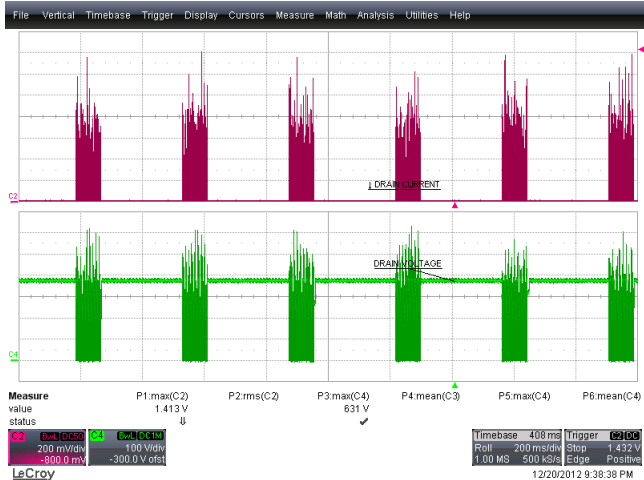 File Vertical Timebase Trigger Display Cursors Measure Math Analysis Utilities Help
C2
DRAIN CURRENT
DRAIN VOLTAGE
C4
Measure P1:max(C2) P2:rms(C2) P3:max(C4) P4:mean(C3) P5:max(C4) P6:mean(C4)
value 1.413 V 631 V
status
C2 BwL DC50 C4 BwL DC1M Timebase 408 ms Trigger C2 DC
200 mV/div 100 V/div Roll 200 ms/div Stop 1.432 V
-800.0 mV -300.0 V ofst 1.00 MS 500 kS/s Edge Positive
LeCroy 12/20/2012 9:38:38 PM